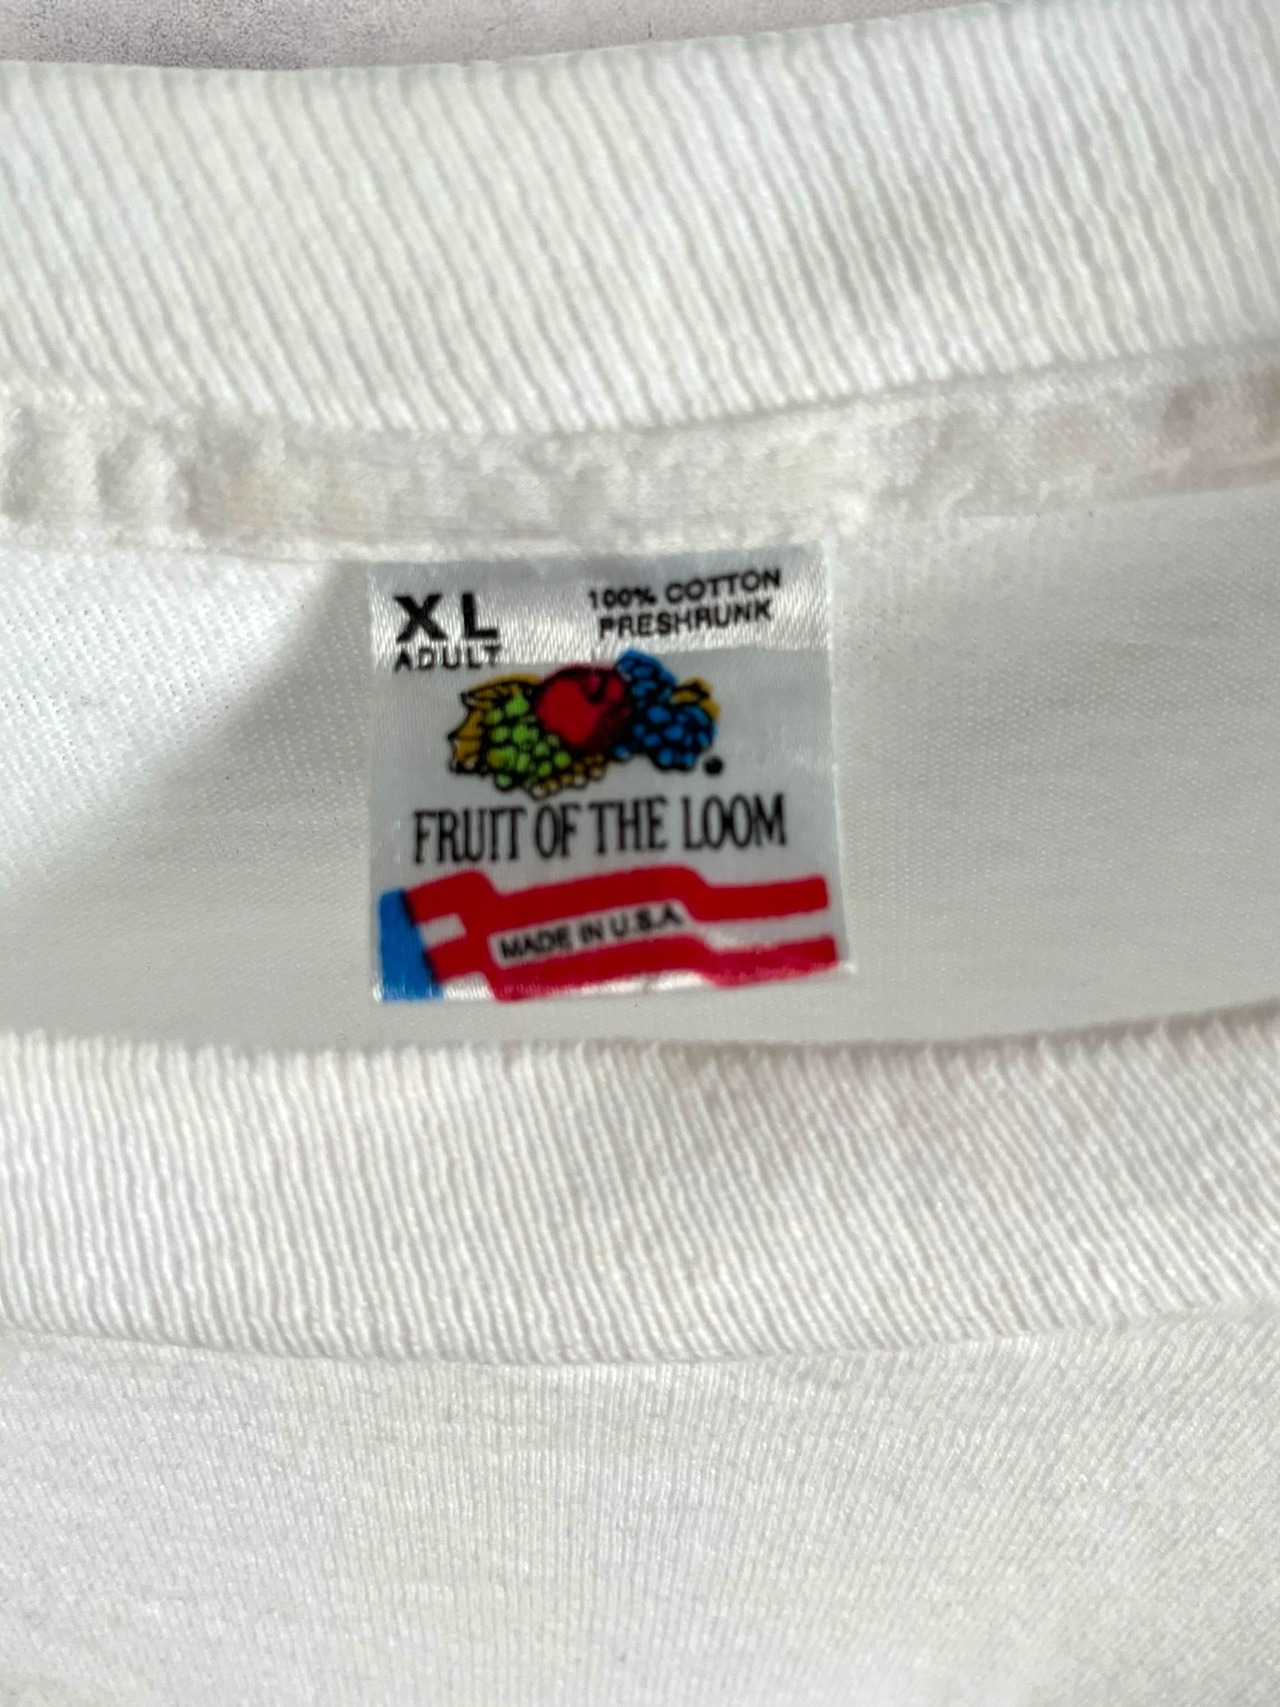 XL
ADULT
100% COTTON
PRESHRUNK
FRUIT OF THE LOOM
MADE IN U.S.A.